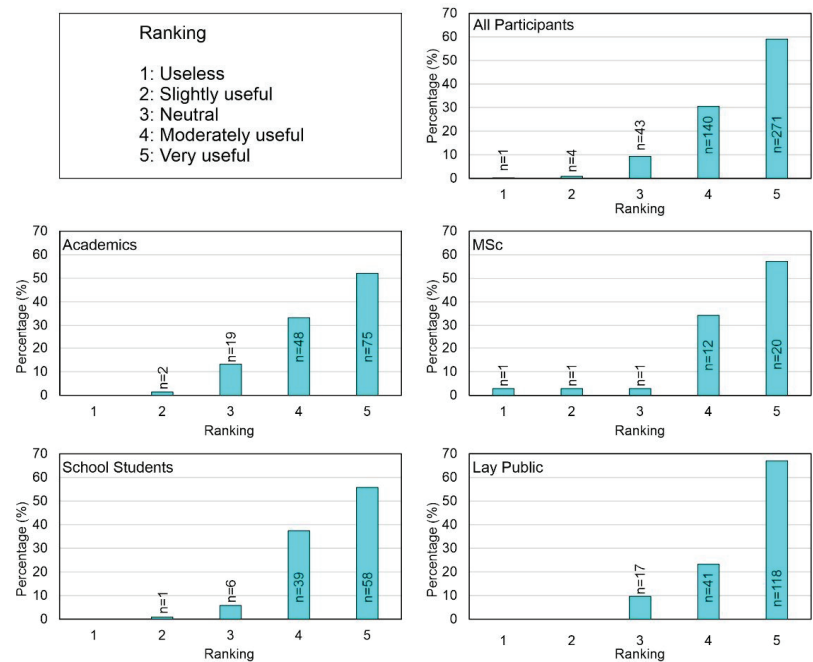 Ranking
1: Useless
2: Slightly useful
3: Neutral
4: Moderately useful
5: Very useful
All Participants
Percentage (%)
70
60
50
40
30
20
10
0
n=1
n=4
n=43
n=140
n=271
1 2 3 4 5
Ranking
Academics
Percentage (%)
70
60
50
40
30
20
10
0
n=2
n=19
n=48
n=75
1 2 3 4 5
Ranking
MSc
Percentage (%)
70
60
50
40
30
20
10
0
n=1
n=1
n=1
n=12
n=20
1 2 3 4 5
Ranking
School Students
Percentage (%)
70
60
50
40
30
20
10
0
n=1
n=6
n=39
n=58
1 2 3 4 5
Ranking
Lay Public
Percentage (%)
70
60
50
40
30
20
10
0
n=17
n=41
n=118
1 2 3 4 5
Ranking